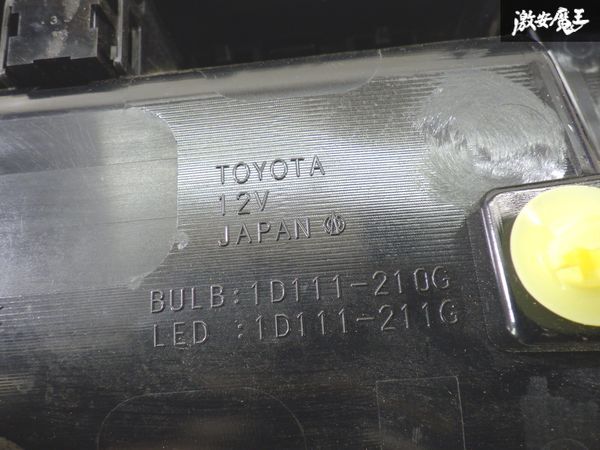 激安魔王
TOYOTA
12V
JAPAN
BULB:1D111-210G
LED :1D111-211G